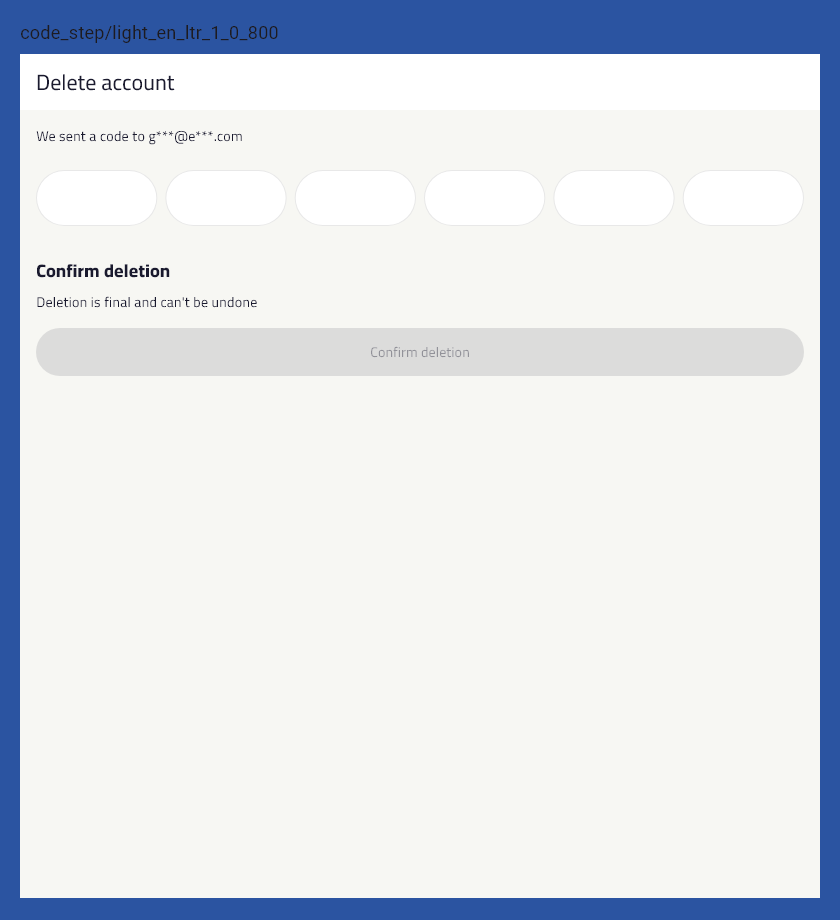 code_step/light_en_ltr_1_0_800
Delete account
We sent a code to g***@e***.com
Confirm deletion
Deletion is final and can't be undone
Confirm deletion